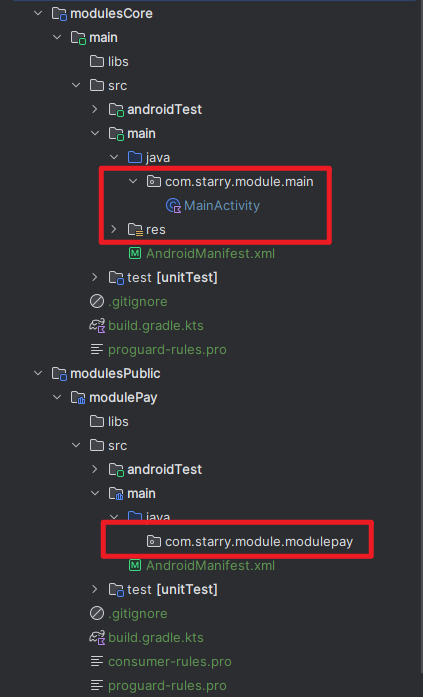 modulesCore
main
libs
src
androidTest
main
java
com.starry.module.main
MainActivity
res
AndroidManifest.xml
test [unitTest]
.gitignore
build.gradle.kts
proguard-rules.pro
modulesPublic
modulePay
libs
src
androidTest
main
java
com.starry.module.modulepay
AndroidManifest.xml
test [unitTest]
.gitignore
build.gradle.kts
consumer-rules.pro
proguard-rules.pro